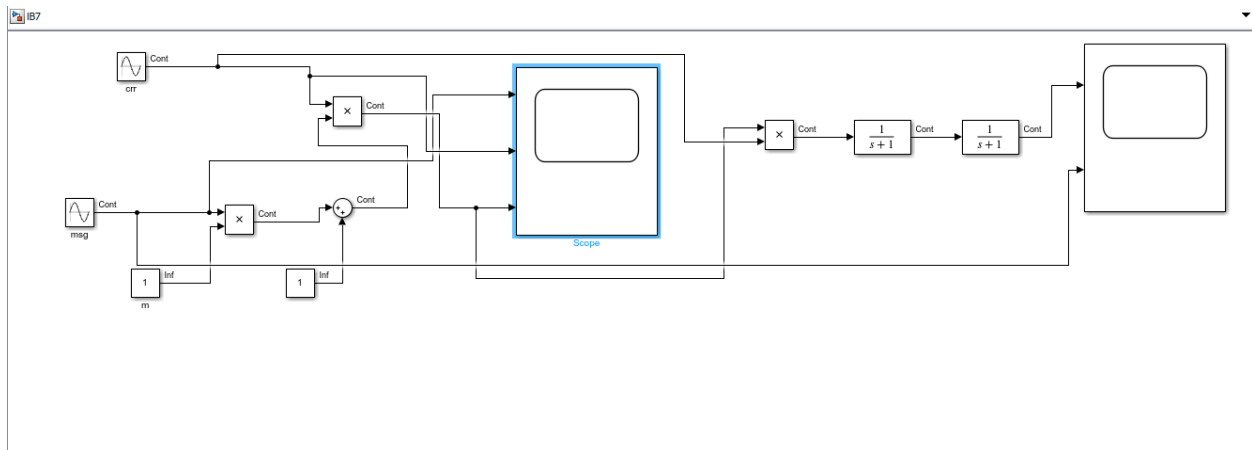 IB7
Cont
crr
×
Cont
Cont
msg
×
Cont
+
+
Cont
1
Inf
m
1
Inf
Scope
×
Cont
1
s + 1
Cont
1
s + 1
Cont